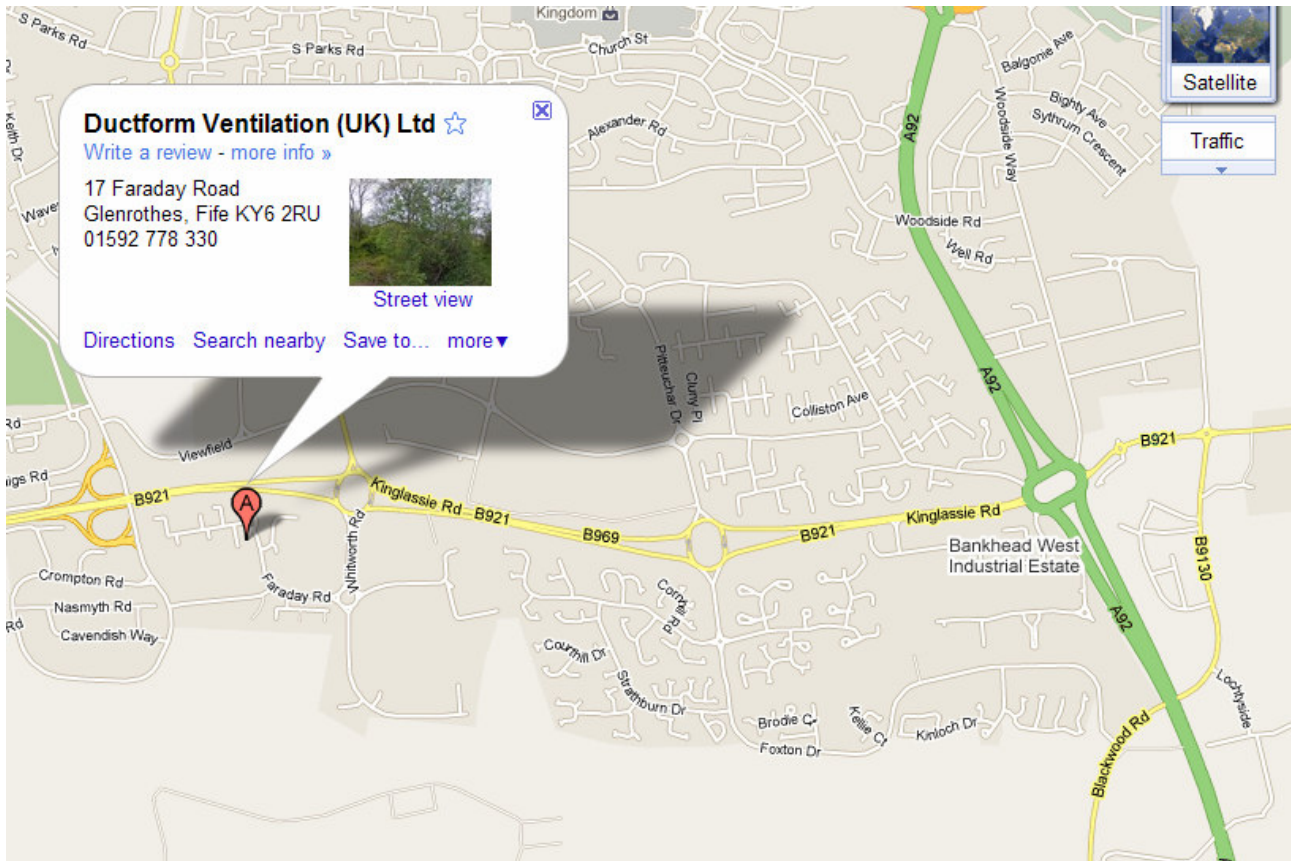 Kingdom
S Parks Rd
S Parks Rd
Church St
Balgonie Ave
Satellite
Ductform Ventilation (UK) Ltd
Write a review - more info »
Keith Dr
Alexander Rd
A92
Woodside Way
Bighty Ave
Sythrum Crescent
Traffic
17 Faraday Road
Glenrothes, Fife KY6 2RU
01592 778 330
Street view
Woodside Rd
Well Rd
Directions Search nearby Save to... more▼
Pitteuchar Dr
Cluny Pl
A92
Colliston Ave
Rd
Viewfield
B921
B921
A
Kinglassie Rd
B921
B969
B921
Kinglassie Rd
Whitworth Rd
Bankhead West
Industrial Estate
B9130
Crompton Rd
Faraday Rd
Nasmyth Rd
Rd
Cavendish Way
Cornhill Rd
A92
Courthill Dr
Strathburn Dr
Lochtyside
Brodie Ct
Kellie Ct
Kinloch Dr
Foxton Dr
Blackwood Rd